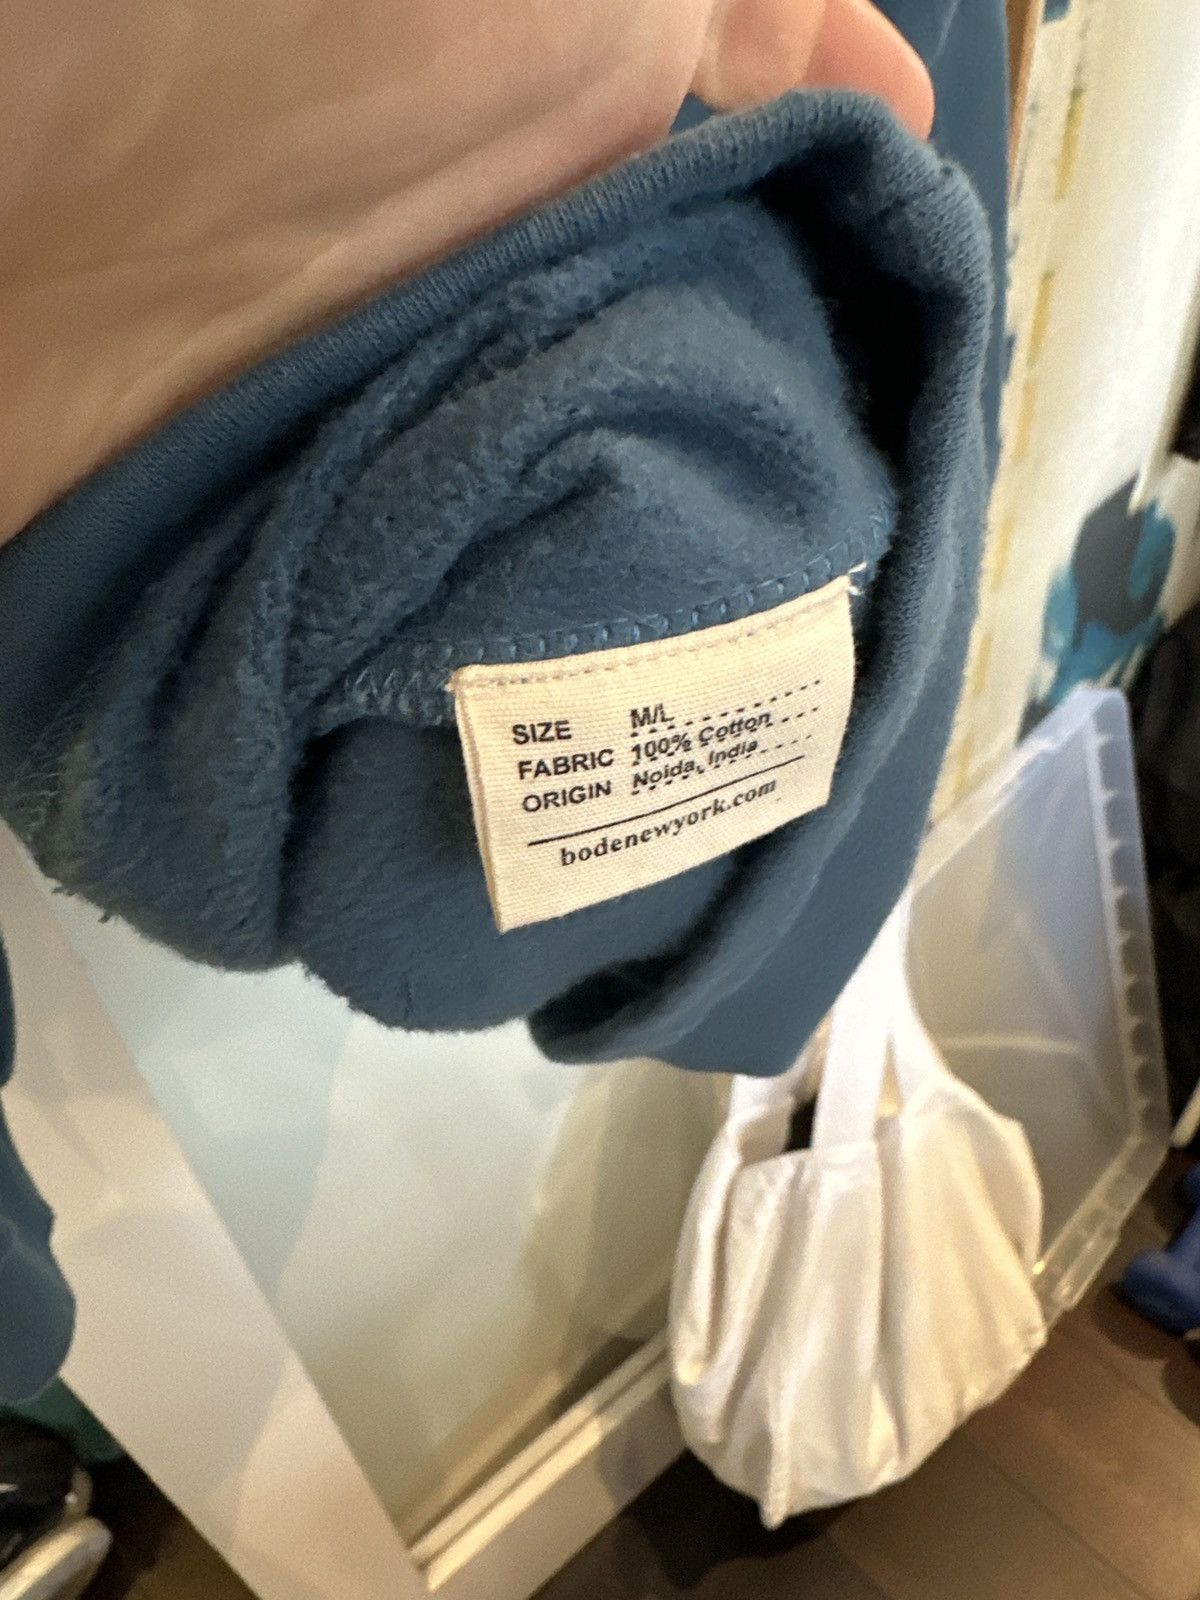 SIZE M/L
FABRIC 100% Cotton
ORIGIN Noida, India
bodenewyork.com